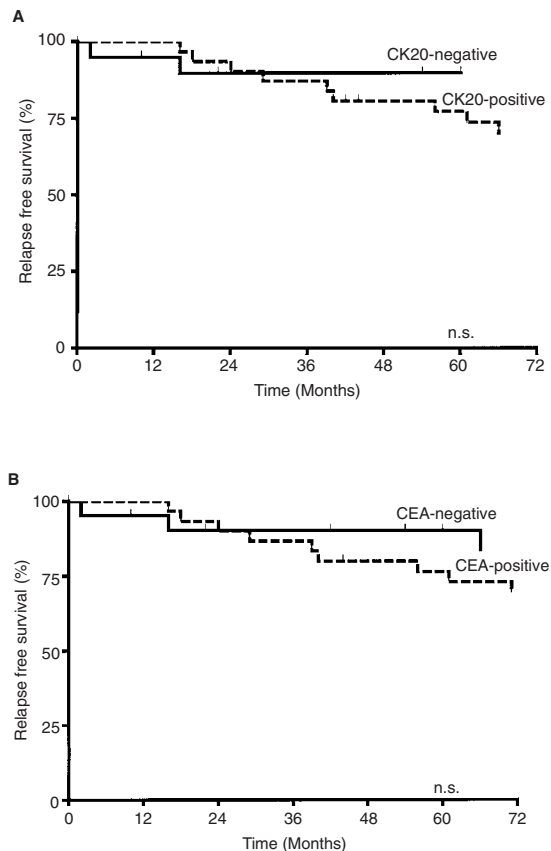 A
100
75
50
25
0
Relapse free survival (%)
CK20-negative
CK20-positive
n.s.
0 12 24 36 48 60 72
Time (Months)
B
100
75
50
25
0
Relapse free survival (%)
CEA-negative
CEA-positive
n.s.
0 12 24 36 48 60 72
Time (Months)